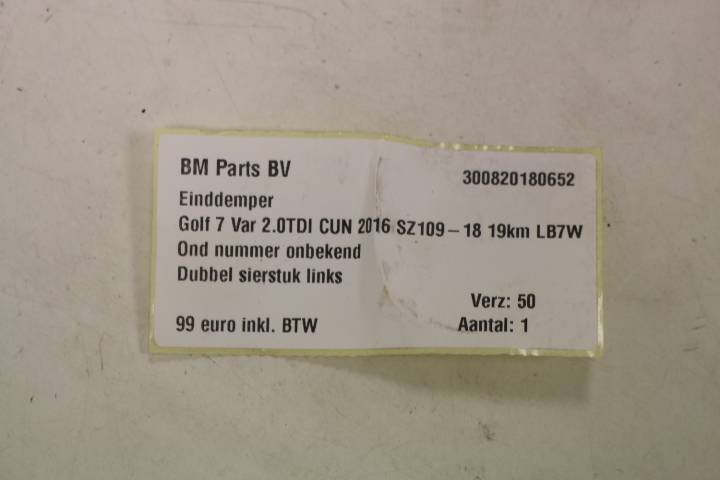 BM Parts BV 300820180652
Einddemper
Golf 7 Var 2.0TDI CUN 2016 SZ109-18 19km LB7W
Ond nummer onbekend
Dubbel sierstuk links
Verz: 50
99 euro inkl. BTW Aantal: 1